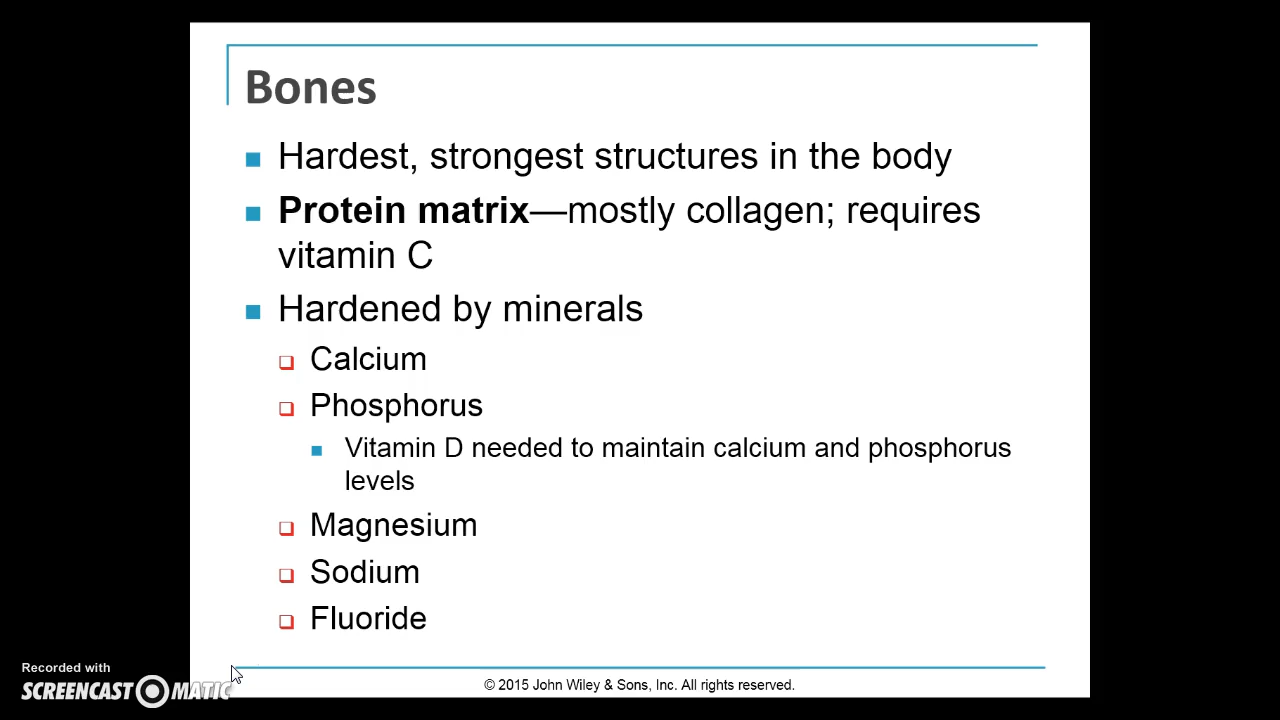 Bones
Hardest, strongest structures in the body
Protein matrix—mostly collagen; requires
vitamin C
Hardened by minerals
Calcium
Phosphorus
Vitamin D needed to maintain calcium and phosphorus
levels
Magnesium
Sodium
Fluoride
Recorded with
SCREENCAST MATIC
© 2015 John Wiley & Sons, Inc. All rights reserved.